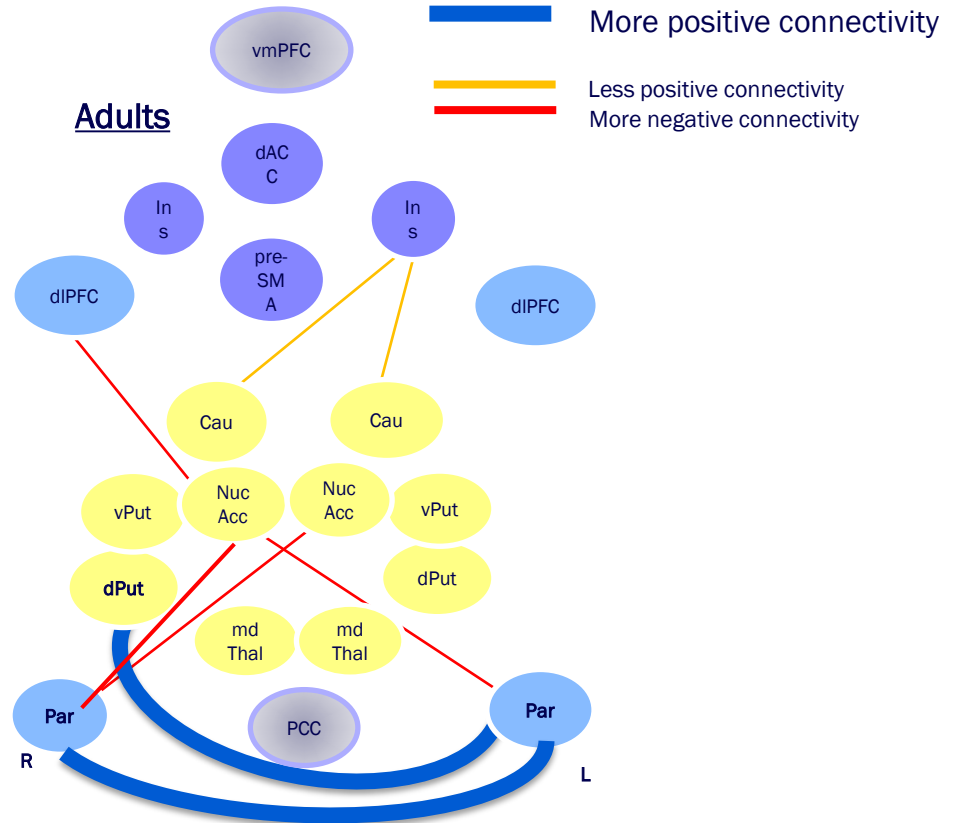 More positive connectivity
vmPFC
Less positive connectivity
More negative connectivity
Adults
dAC
C
In
s
In
s
pre-
SM
A
dlPFC
dlPFC
Cau
Cau
vPut
Nuc
Acc
Nuc
Acc
vPut
dPut
dPut
md
Thal
md
Thal
Par
PCC
Par
R
L